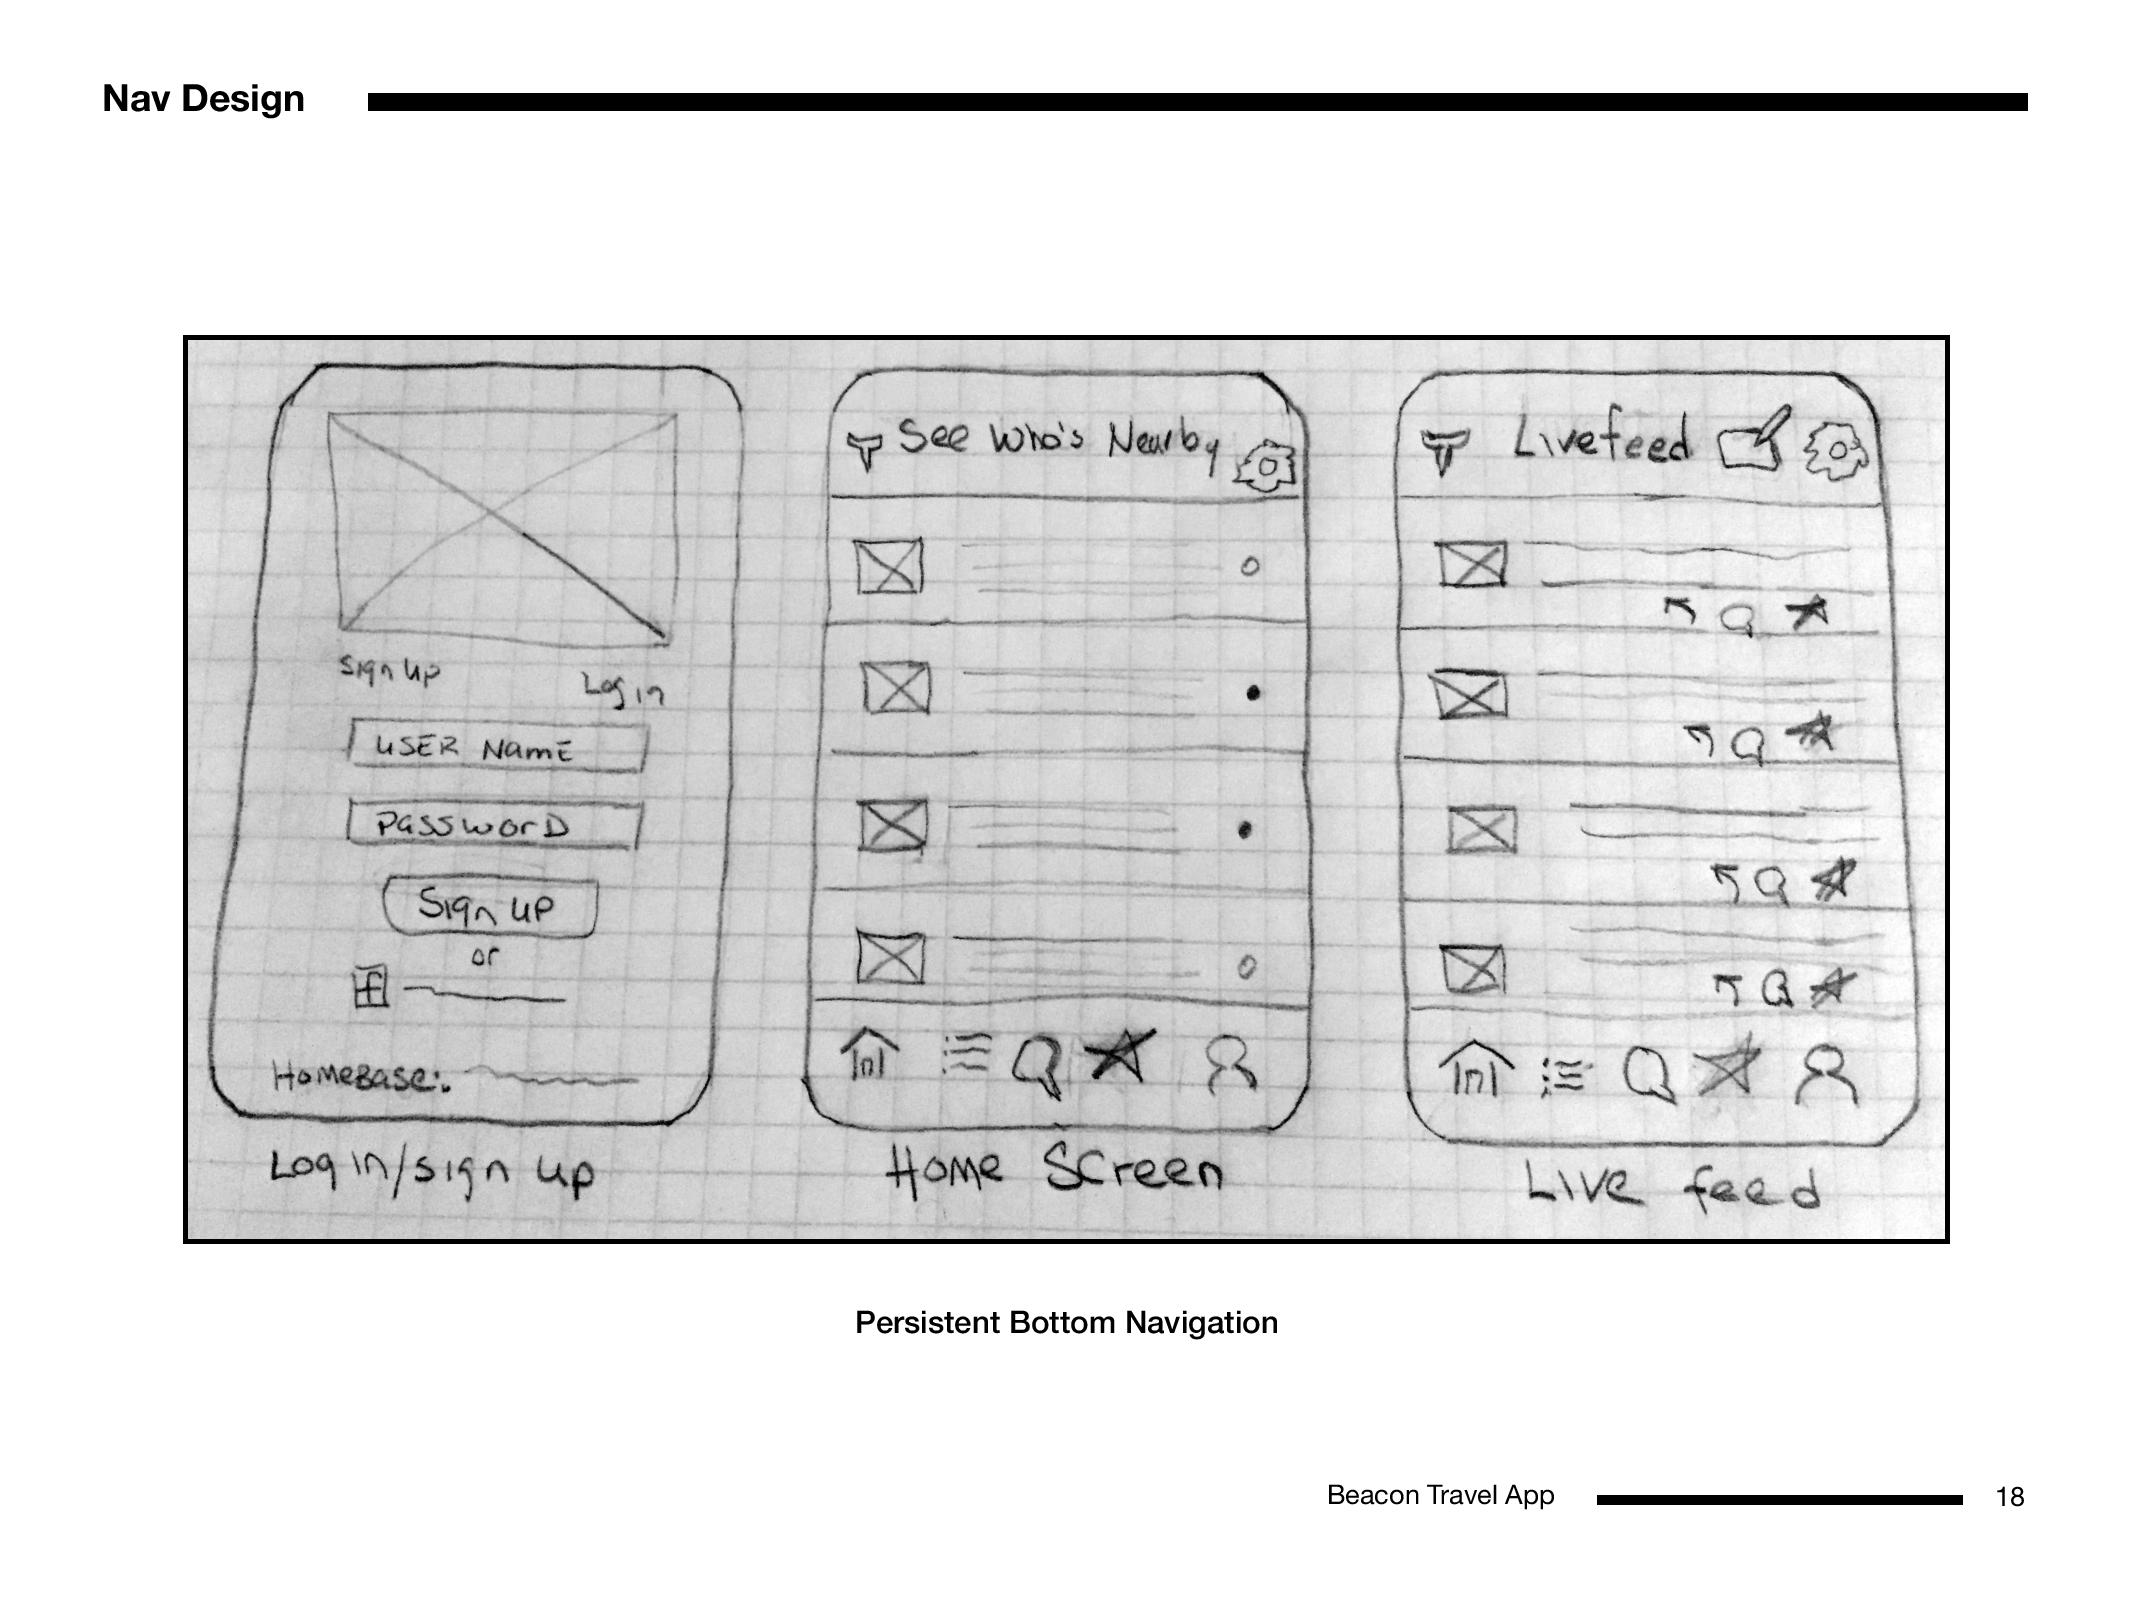 Nav Design
Sign up
Log in
USER NAME
PASSWORD
Sign UP
or
f
HomeBase:
Log in/sign up
See Who's Nearby
Home Screen
Livefeed
Live feed
Persistent Bottom Navigation
Beacon Travel App
18